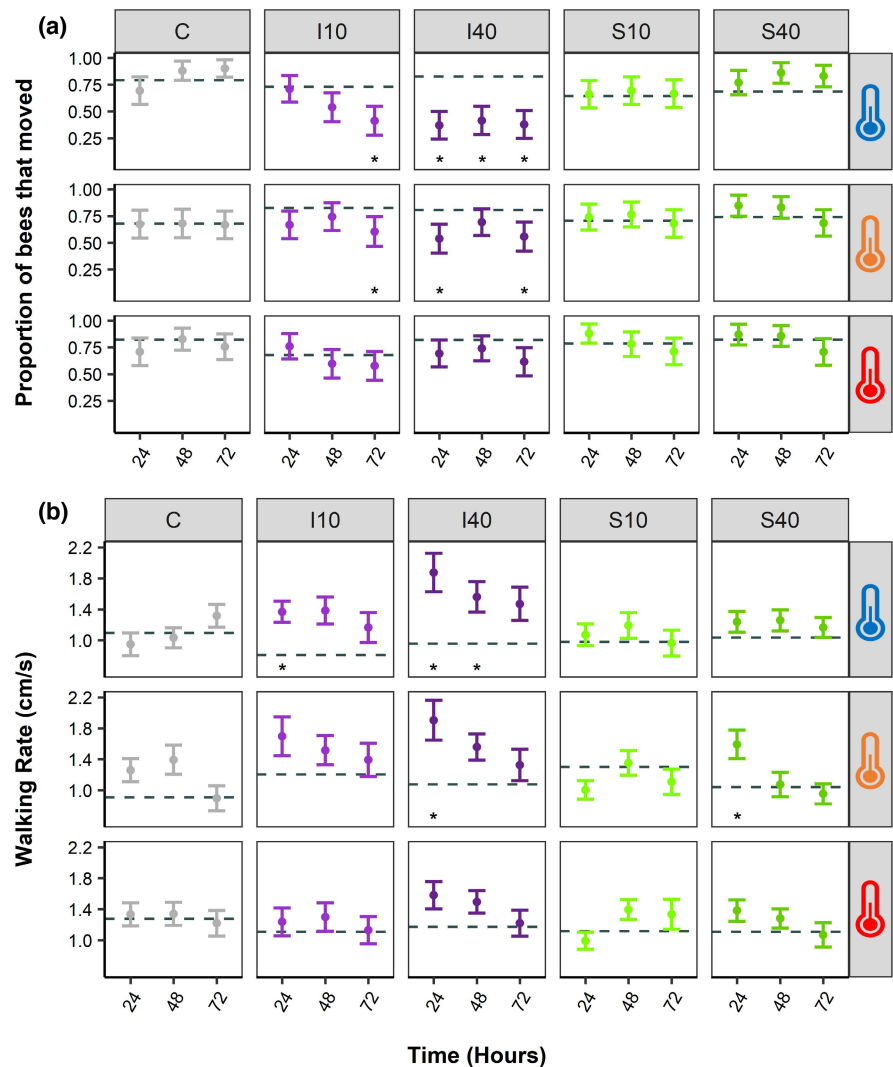 (a)
C I10 I40 S10 S40
Proportion of bees that moved
1.00
0.75
0.50
0.25
* * * *
1.00
0.75
0.50
0.25
* * *
1.00
0.75
0.50
0.25
24 48 72 24 48 72 24 48 72 24 48 72 24 48 72
(b)
C I10 I40 S10 S40
Walking Rate (cm/s)
2.2
1.8
1.4
1.0
* * *
2.2
1.8
1.4
1.0
* *
2.2
1.8
1.4
1.0
24 48 72 24 48 72 24 48 72 24 48 72 24 48 72
Time (Hours)